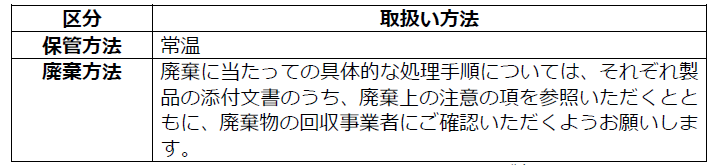 区分 取扱い方法
保管方法 常温
廃棄方法 廃棄に当たっての具体的な処理手順については、それぞれ製
品の添付文書のうち、廃棄上の注意の項を参照いただくとと
もに、廃棄物の回収事業者にご確認いただくようお願いしま
す。